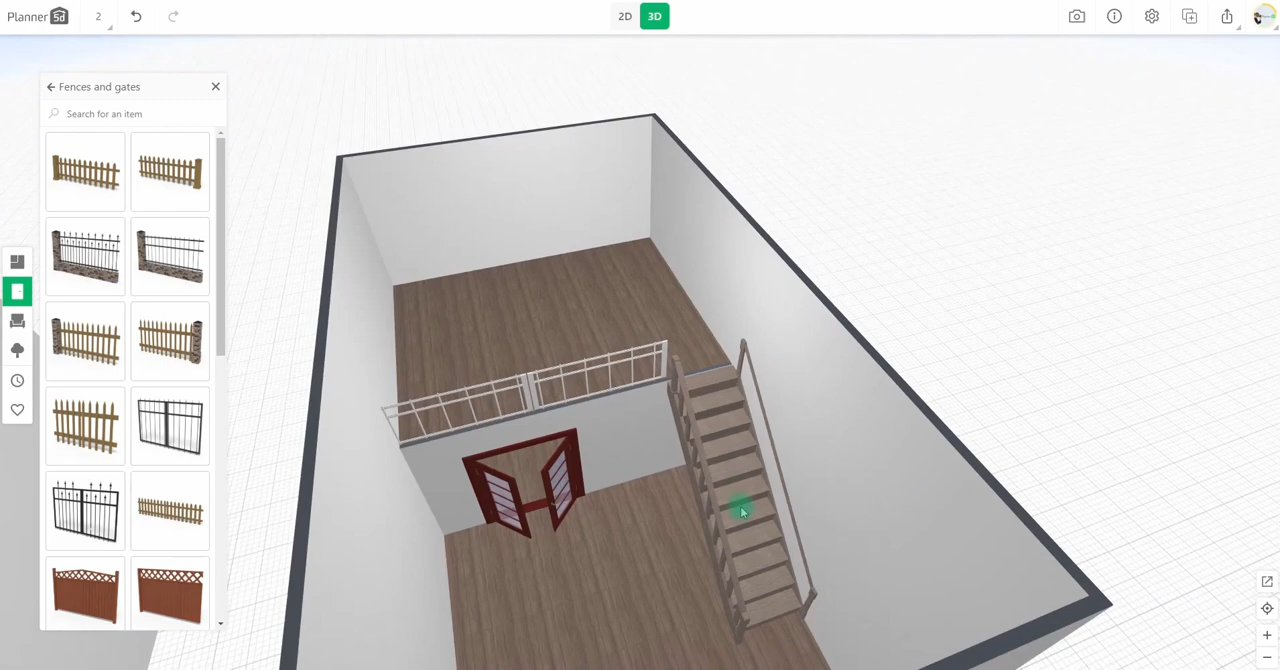 Planner 5d
2
2D
3D
Fences and gates
Search for an item